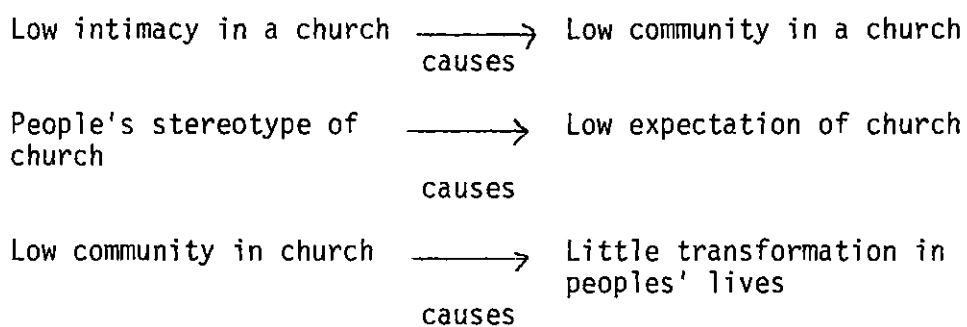 Low intimacy in a church → Low community in a church
causes
People's stereotype of → Low expectation of church
church
causes
Low community in church → Little transformation in
peoples' lives
causes